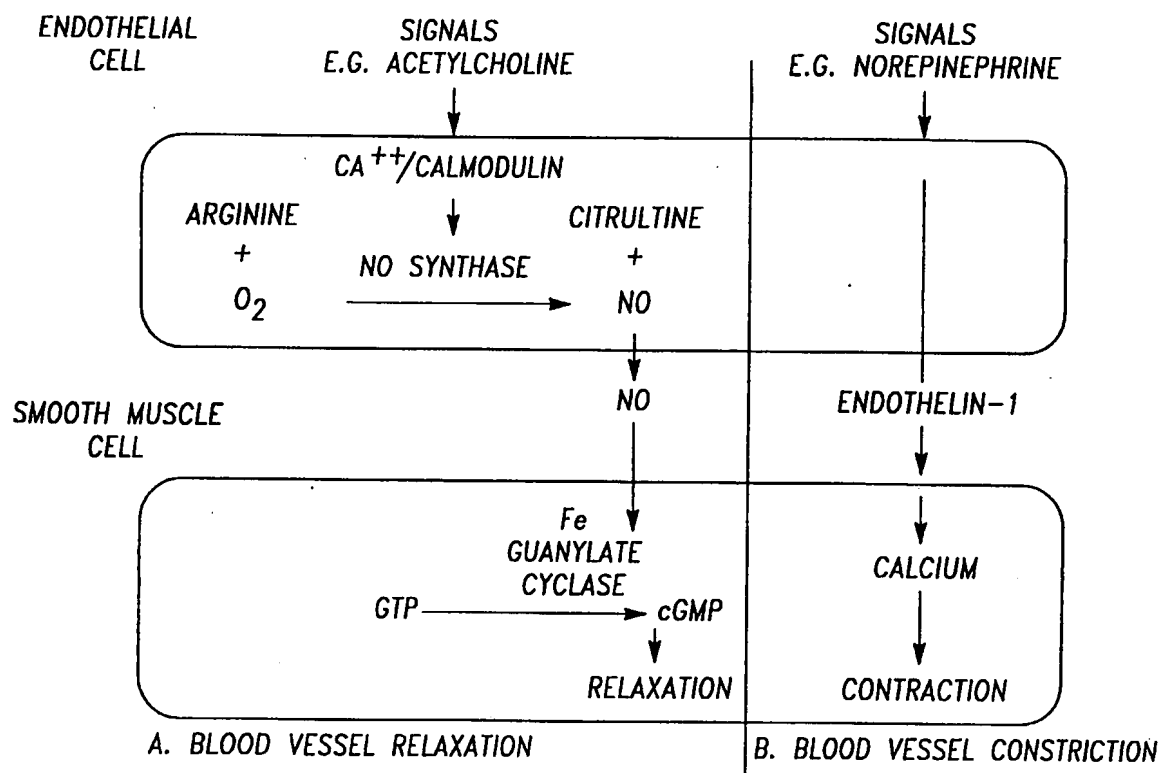 ENDOTHELIAL
CELL
SIGNALS
E.G. ACETYLCHOLINE
SIGNALS
E.G. NOREPINEPHRINE
CA++/CALMODULIN
ARGININE
+
O2
NO SYNTHASE
CITRULTINE
+
NO
NO
ENDOTHELIN-1
SMOOTH MUSCLE
CELL
Fe
GUANYLATE
CYCLASE
GTP
cGMP
RELAXATION
CALCIUM
CONTRACTION
A. BLOOD VESSEL RELAXATION
B. BLOOD VESSEL CONSTRICTION